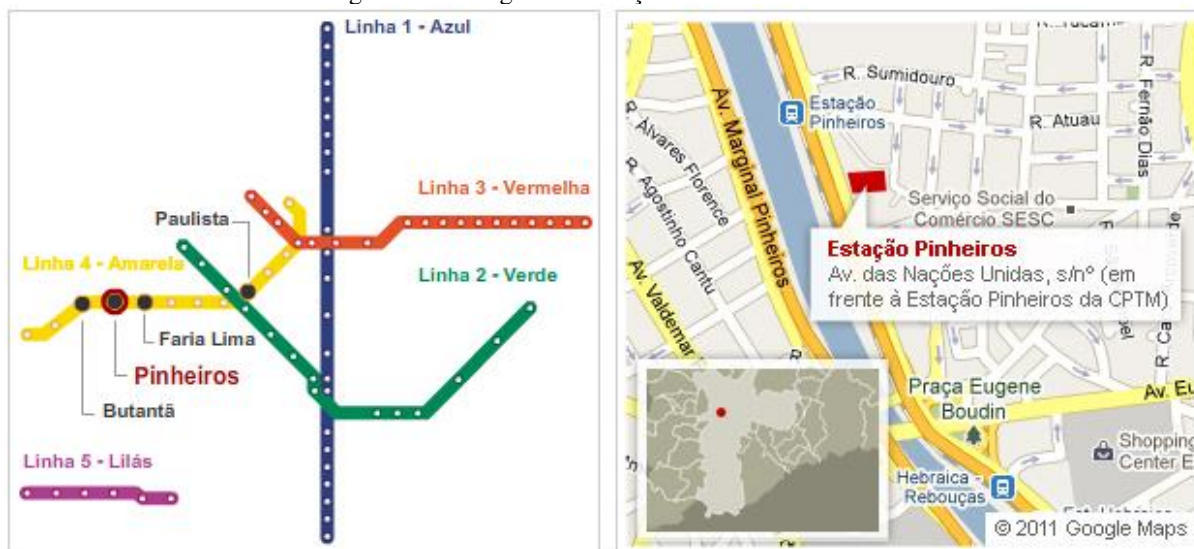 Linha 1 - Azul
Linha 3 - Vermelha
Paulista
Linha 4 - Amarela
Linha 2 - Verde
Faria Lima
Pinheiros
Butantã
Linha 5 - Lilás
R. Sumidouro
Estação
Pinheiros
R. Atuau
R. Fernão Dias
Av. Marginal Pinheiros
R. Álvares Florence
R. Agostinho Cantu
Av. Valdemar
Serviço Social do
Comércio SESC
Estação Pinheiros
Av. das Nações Unidas, s/nº (em
frente à Estação Pinheiros da CPTM)
Praça Eugene
Boudin
Av. Eu
Shopping
Center E
Hebraica -
Rebouças
© 2011 Google Maps